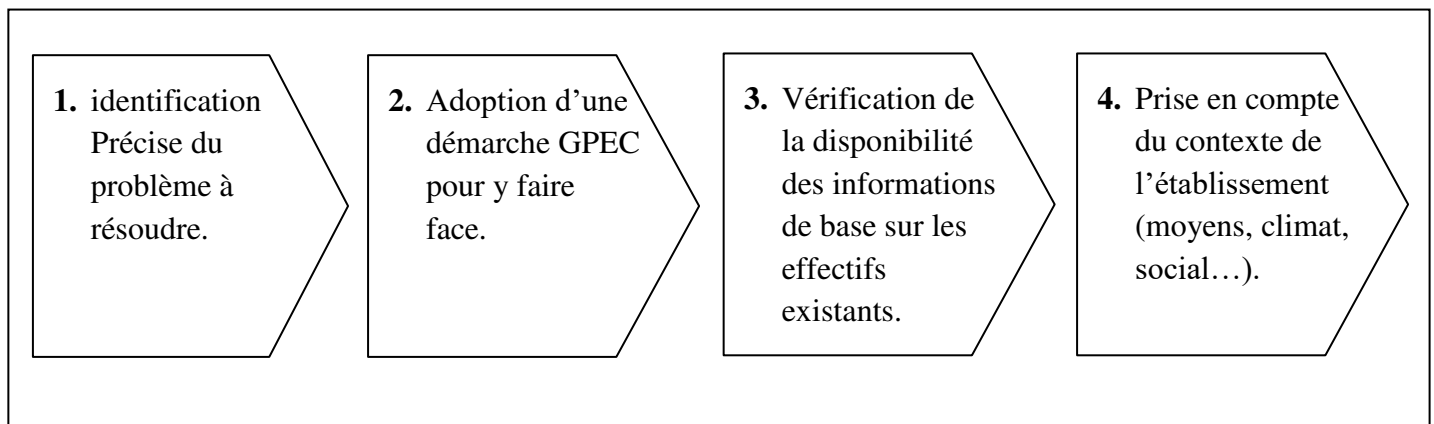 1. identification
Précise du
problème à
résoudre.
2. Adoption d’une
démarche GPEC
pour y faire
face.
3. Vérification de
la disponibilité
des informations
de base sur les
effectifs
existants.
4. Prise en compte
du contexte de
l’établissement
(moyens, climat,
social…).